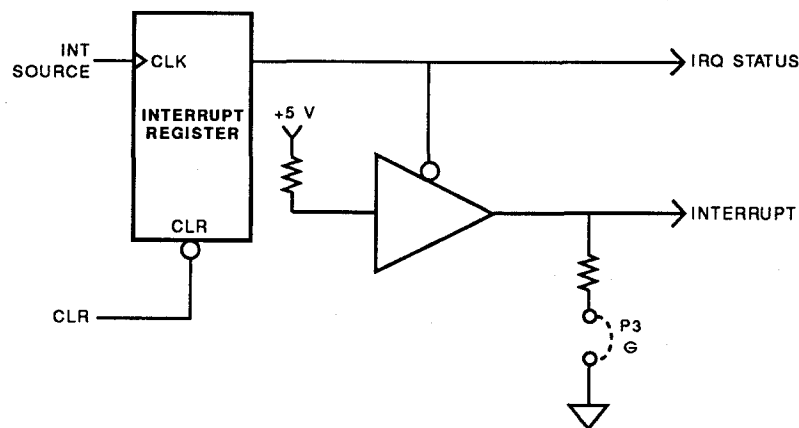 INT
SOURCE
CLK
IRQ STATUS
INTERRUPT
REGISTER
+5 V
CLR
INTERRUPT
CLR
P3
G